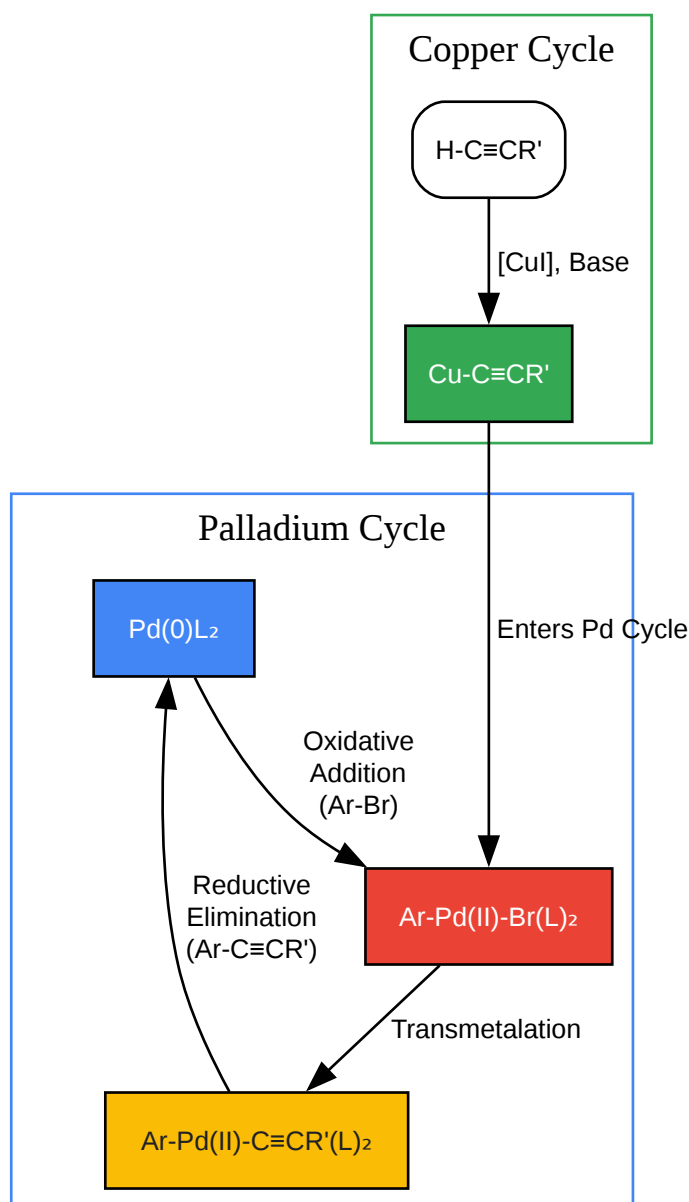 Copper Cycle
H-C≡CR'
[CuI], Base
Cu-C≡CR'
Palladium Cycle
Pd(0)L₂
Enters Pd Cycle
Oxidative
Addition
(Ar-Br)
Reductive
Elimination
(Ar-C≡CR')
Ar-Pd(II)-Br(L)₂
Transmetalation
Ar-Pd(II)-C≡CR'(L)₂